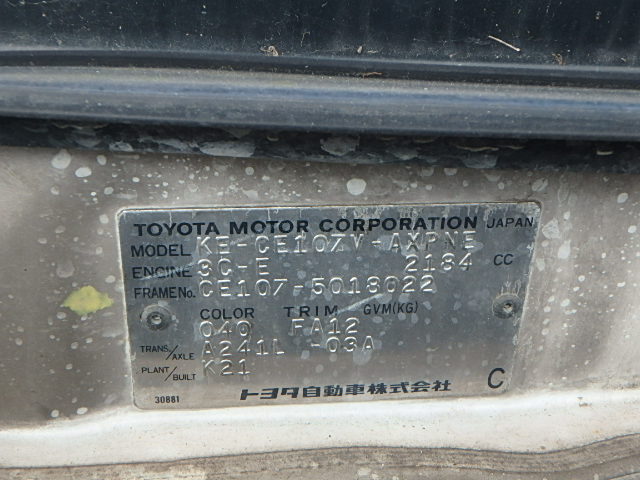 TOYOTA MOTOR CORPORATION JAPAN
MODEL KE-CE107V-AXPNE
ENGINE 3C-E 2184 CC
FRAME No. CE107-5018022
COLOR TRIM GVM(KG)
040 FA12
TRANS/AXLE A241L -03A
PLANT/BUILT K21
トヨタ自動車株式会社 C
30881